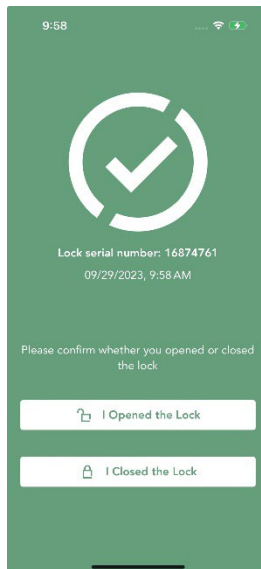 9:58
Lock serial number: 16874761
09/29/2023, 9:58 AM
Please confirm whether you opened or closed
the lock
I Opened the Lock
I Closed the Lock